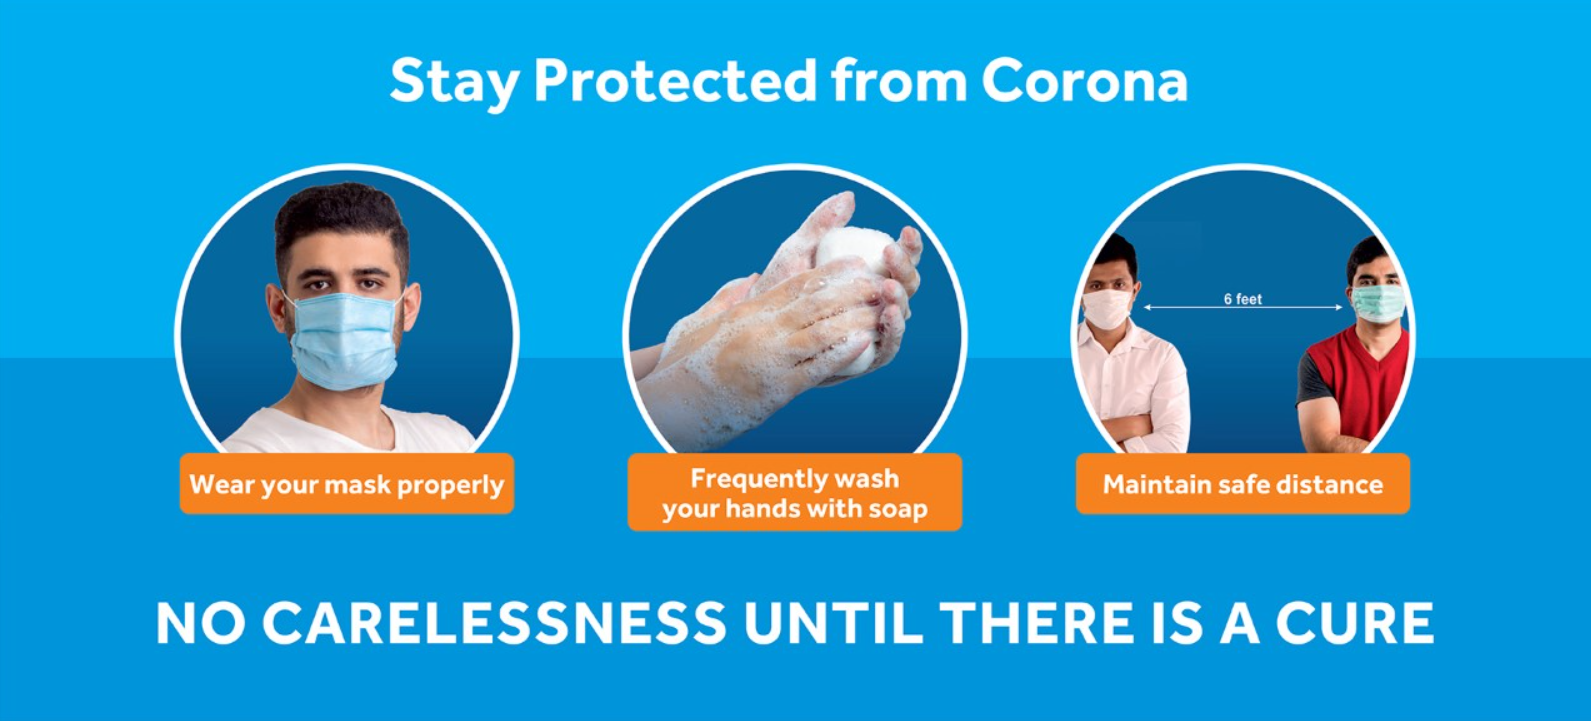 Stay Protected from Corona
6 feet
Wear your mask properly
Frequently wash
your hands with soap
Maintain safe distance
NO CARELESSNESS UNTIL THERE IS A CURE